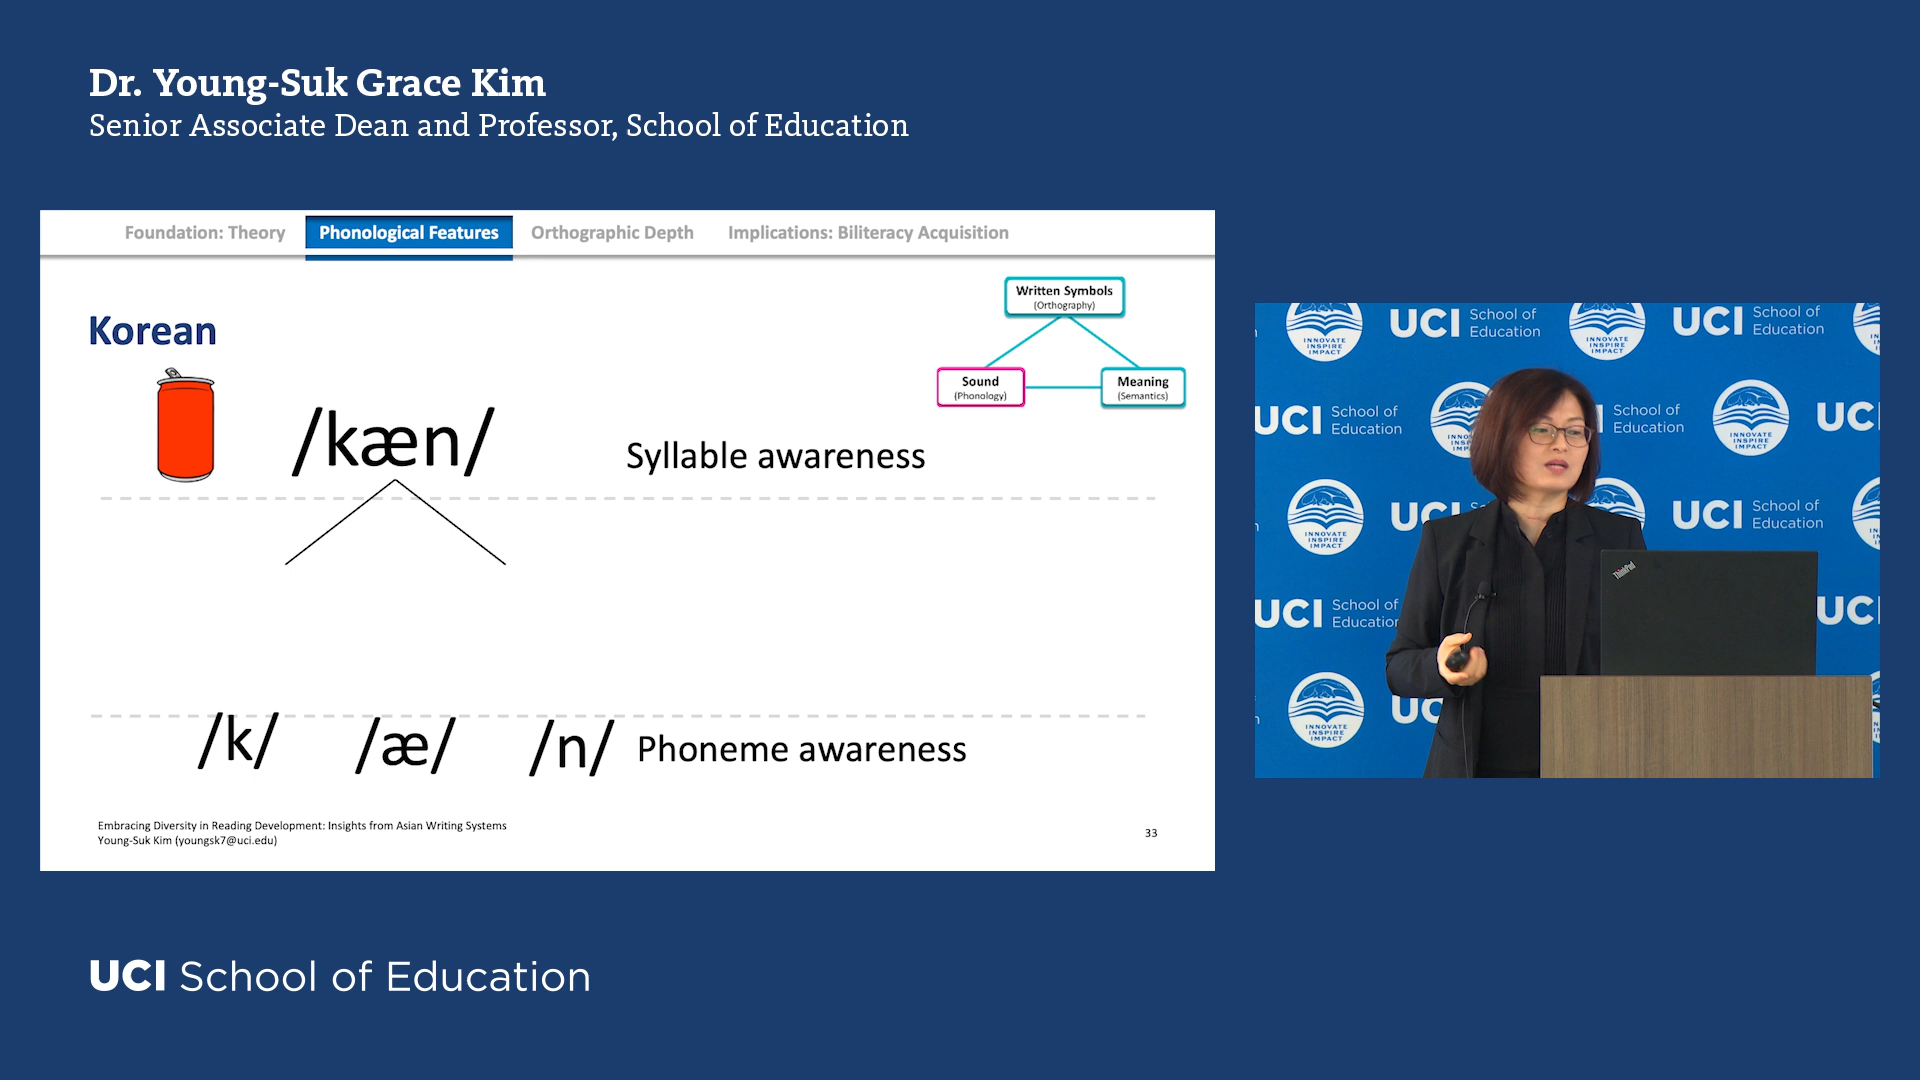 Dr. Young-Suk Grace Kim
Senior Associate Dean and Professor, School of Education
Foundation: Theory
Phonological Features
Orthographic Depth
Implications: Biliteracy Acquisition
Korean
Written Symbols
(Orthography)
Sound
(Phonology)
Meaning
(Semantics)
/kæn/
Syllable awareness
/k/
/æ/
/n/
Phoneme awareness
Embracing Diversity in Reading Development: Insights from Asian Writing Systems
Young-Suk Kim (youngsk7@uci.edu)
33
UCI School of Education
INNOVATE
INSPIRE
IMPACT
UCI School of
Education
ThinkPad
UCI School of Education